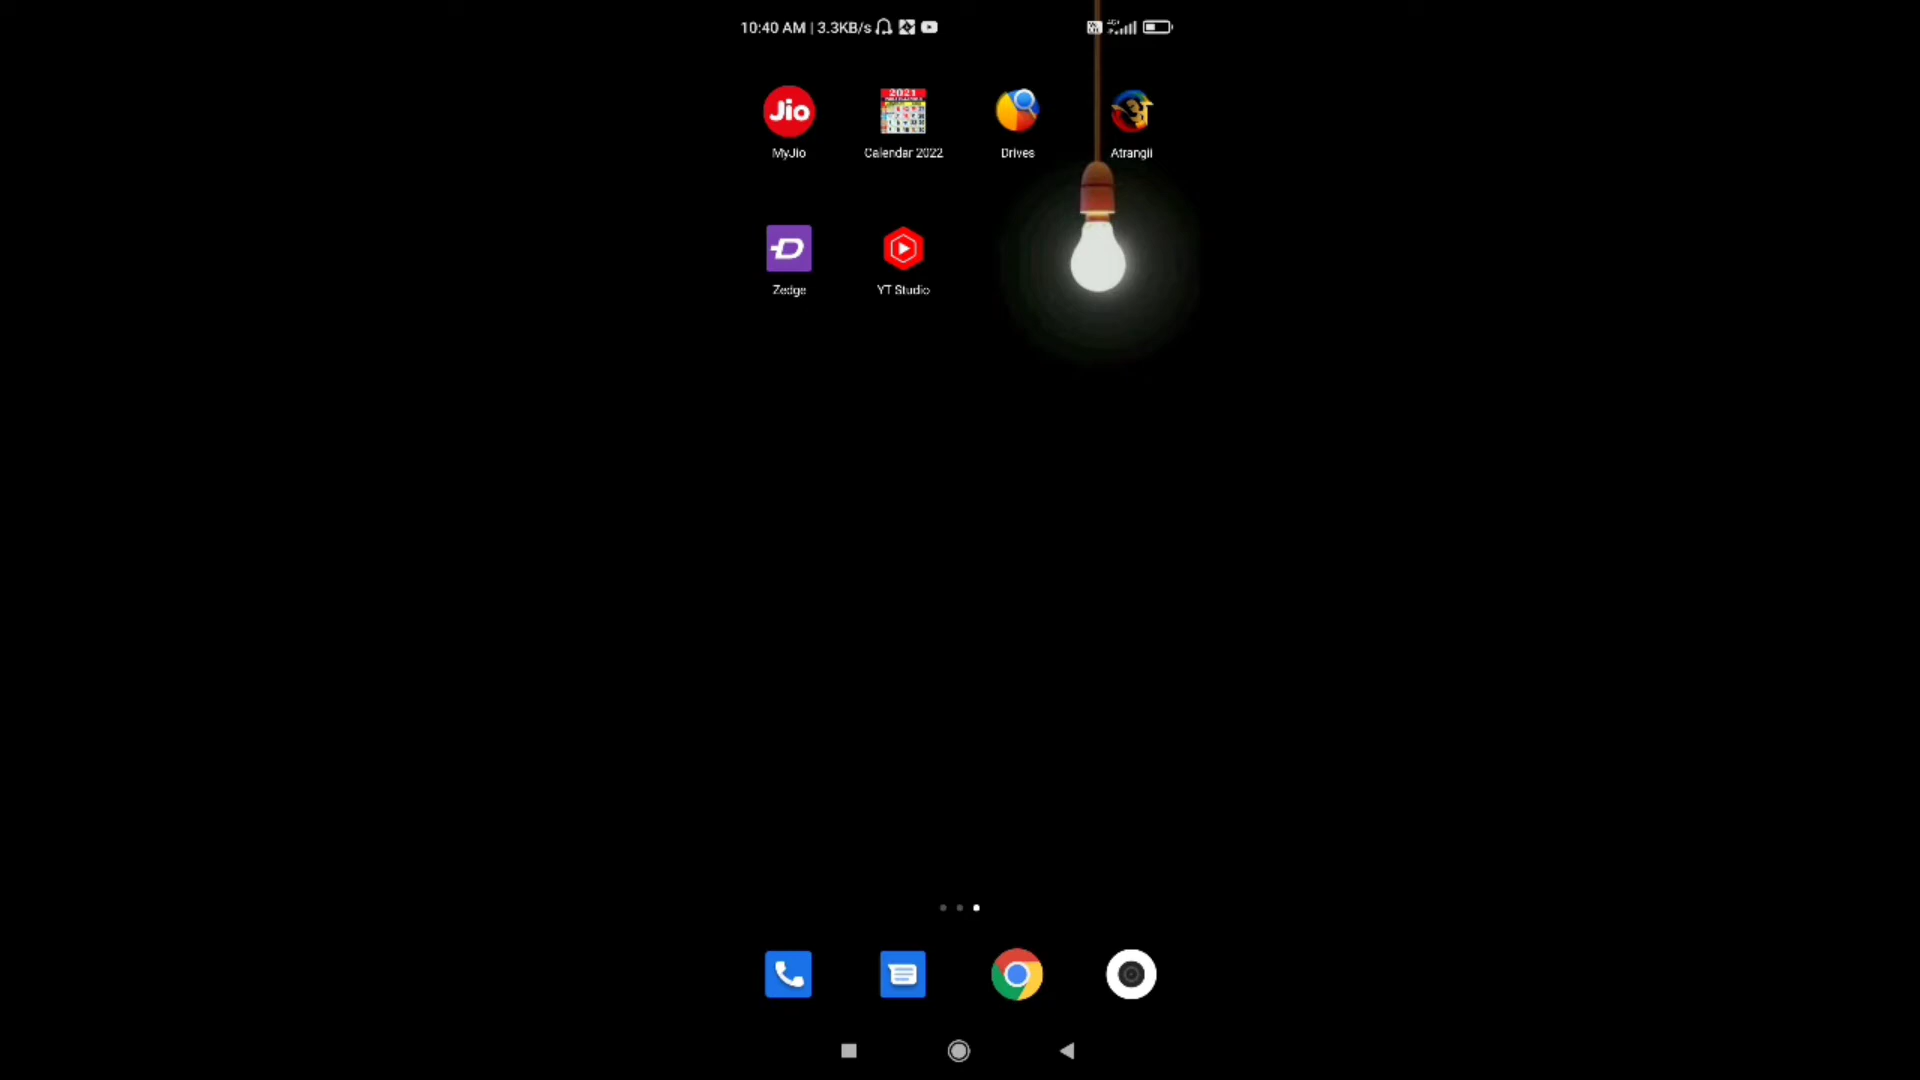 10:40 AM | 3.3KB/s
Jio
2021
MyJio
Calendar 2022
Drives
Atrangii
Zedge
YT Studio